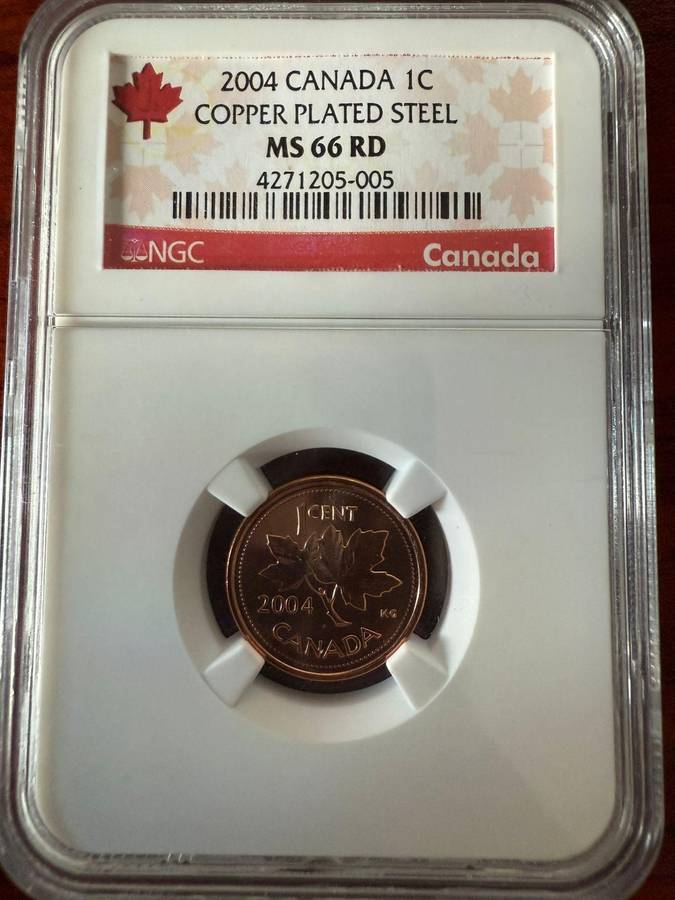 2004 CANADA 1C
COPPER PLATED STEEL
MS 66 RD
4271205-005
NGC
Canada
1 CENT
2004
KG
CANADA